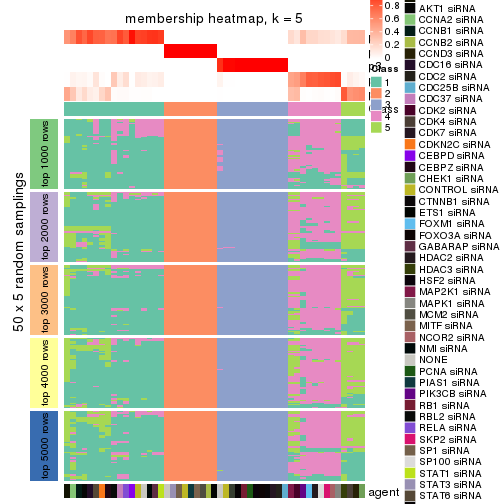 membership heatmap, k = 5
50 x 5 random samplings
top 1000 rows
top 2000 rows
top 3000 rows
top 4000 rows
top 5000 rows
0.8
0.6
0.4
0.2
0
Class
1
2
3
4
5
agent
AKT1 siRNA
CCNA2 siRNA
CCNB1 siRNA
CCNB2 siRNA
CCND3 siRNA
CDC16 siRNA
CDC2 siRNA
CDC25B siRNA
CDC37 siRNA
CDK2 siRNA
CDK4 siRNA
CDK7 siRNA
CDKN2C siRNA
CEBPD siRNA
CEBPZ siRNA
CHEK1 siRNA
CONTROL siRNA
CTNNB1 siRNA
ETS1 siRNA
FOXM1 siRNA
FOXO3A siRNA
GABARAP siRNA
HDAC2 siRNA
HDAC3 siRNA
HSF2 siRNA
MAP2K1 siRNA
MAPK1 siRNA
MCM2 siRNA
MITF siRNA
NCOR2 siRNA
NMI siRNA
NONE
PCNA siRNA
PIAS1 siRNA
PIK3CB siRNA
RB1 siRNA
RBL2 siRNA
RELA siRNA
SKP2 siRNA
SP1 siRNA
SP100 siRNA
STAT1 siRNA
STAT3 siRNA
STAT6 siRNA